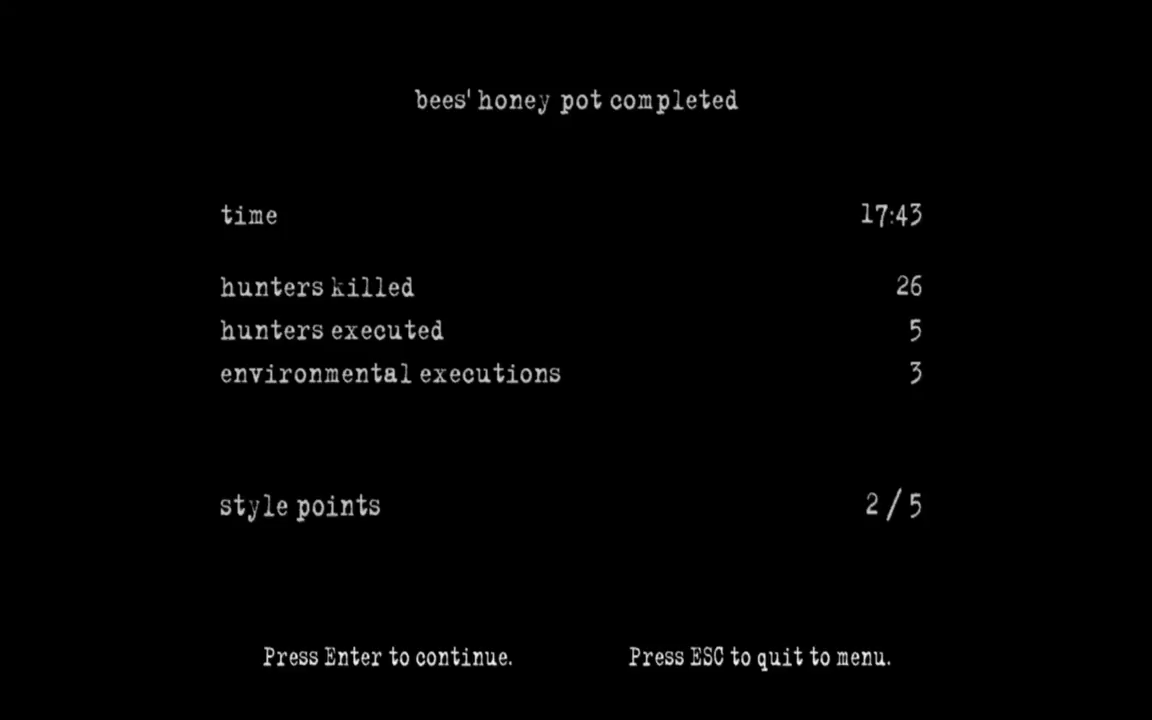 bees' honey pot completed
time 17:43
hunters killed 26
hunters executed 5
environmental executions 3
style points 2 / 5
Press Enter to continue. Press ESC to quit to menu.